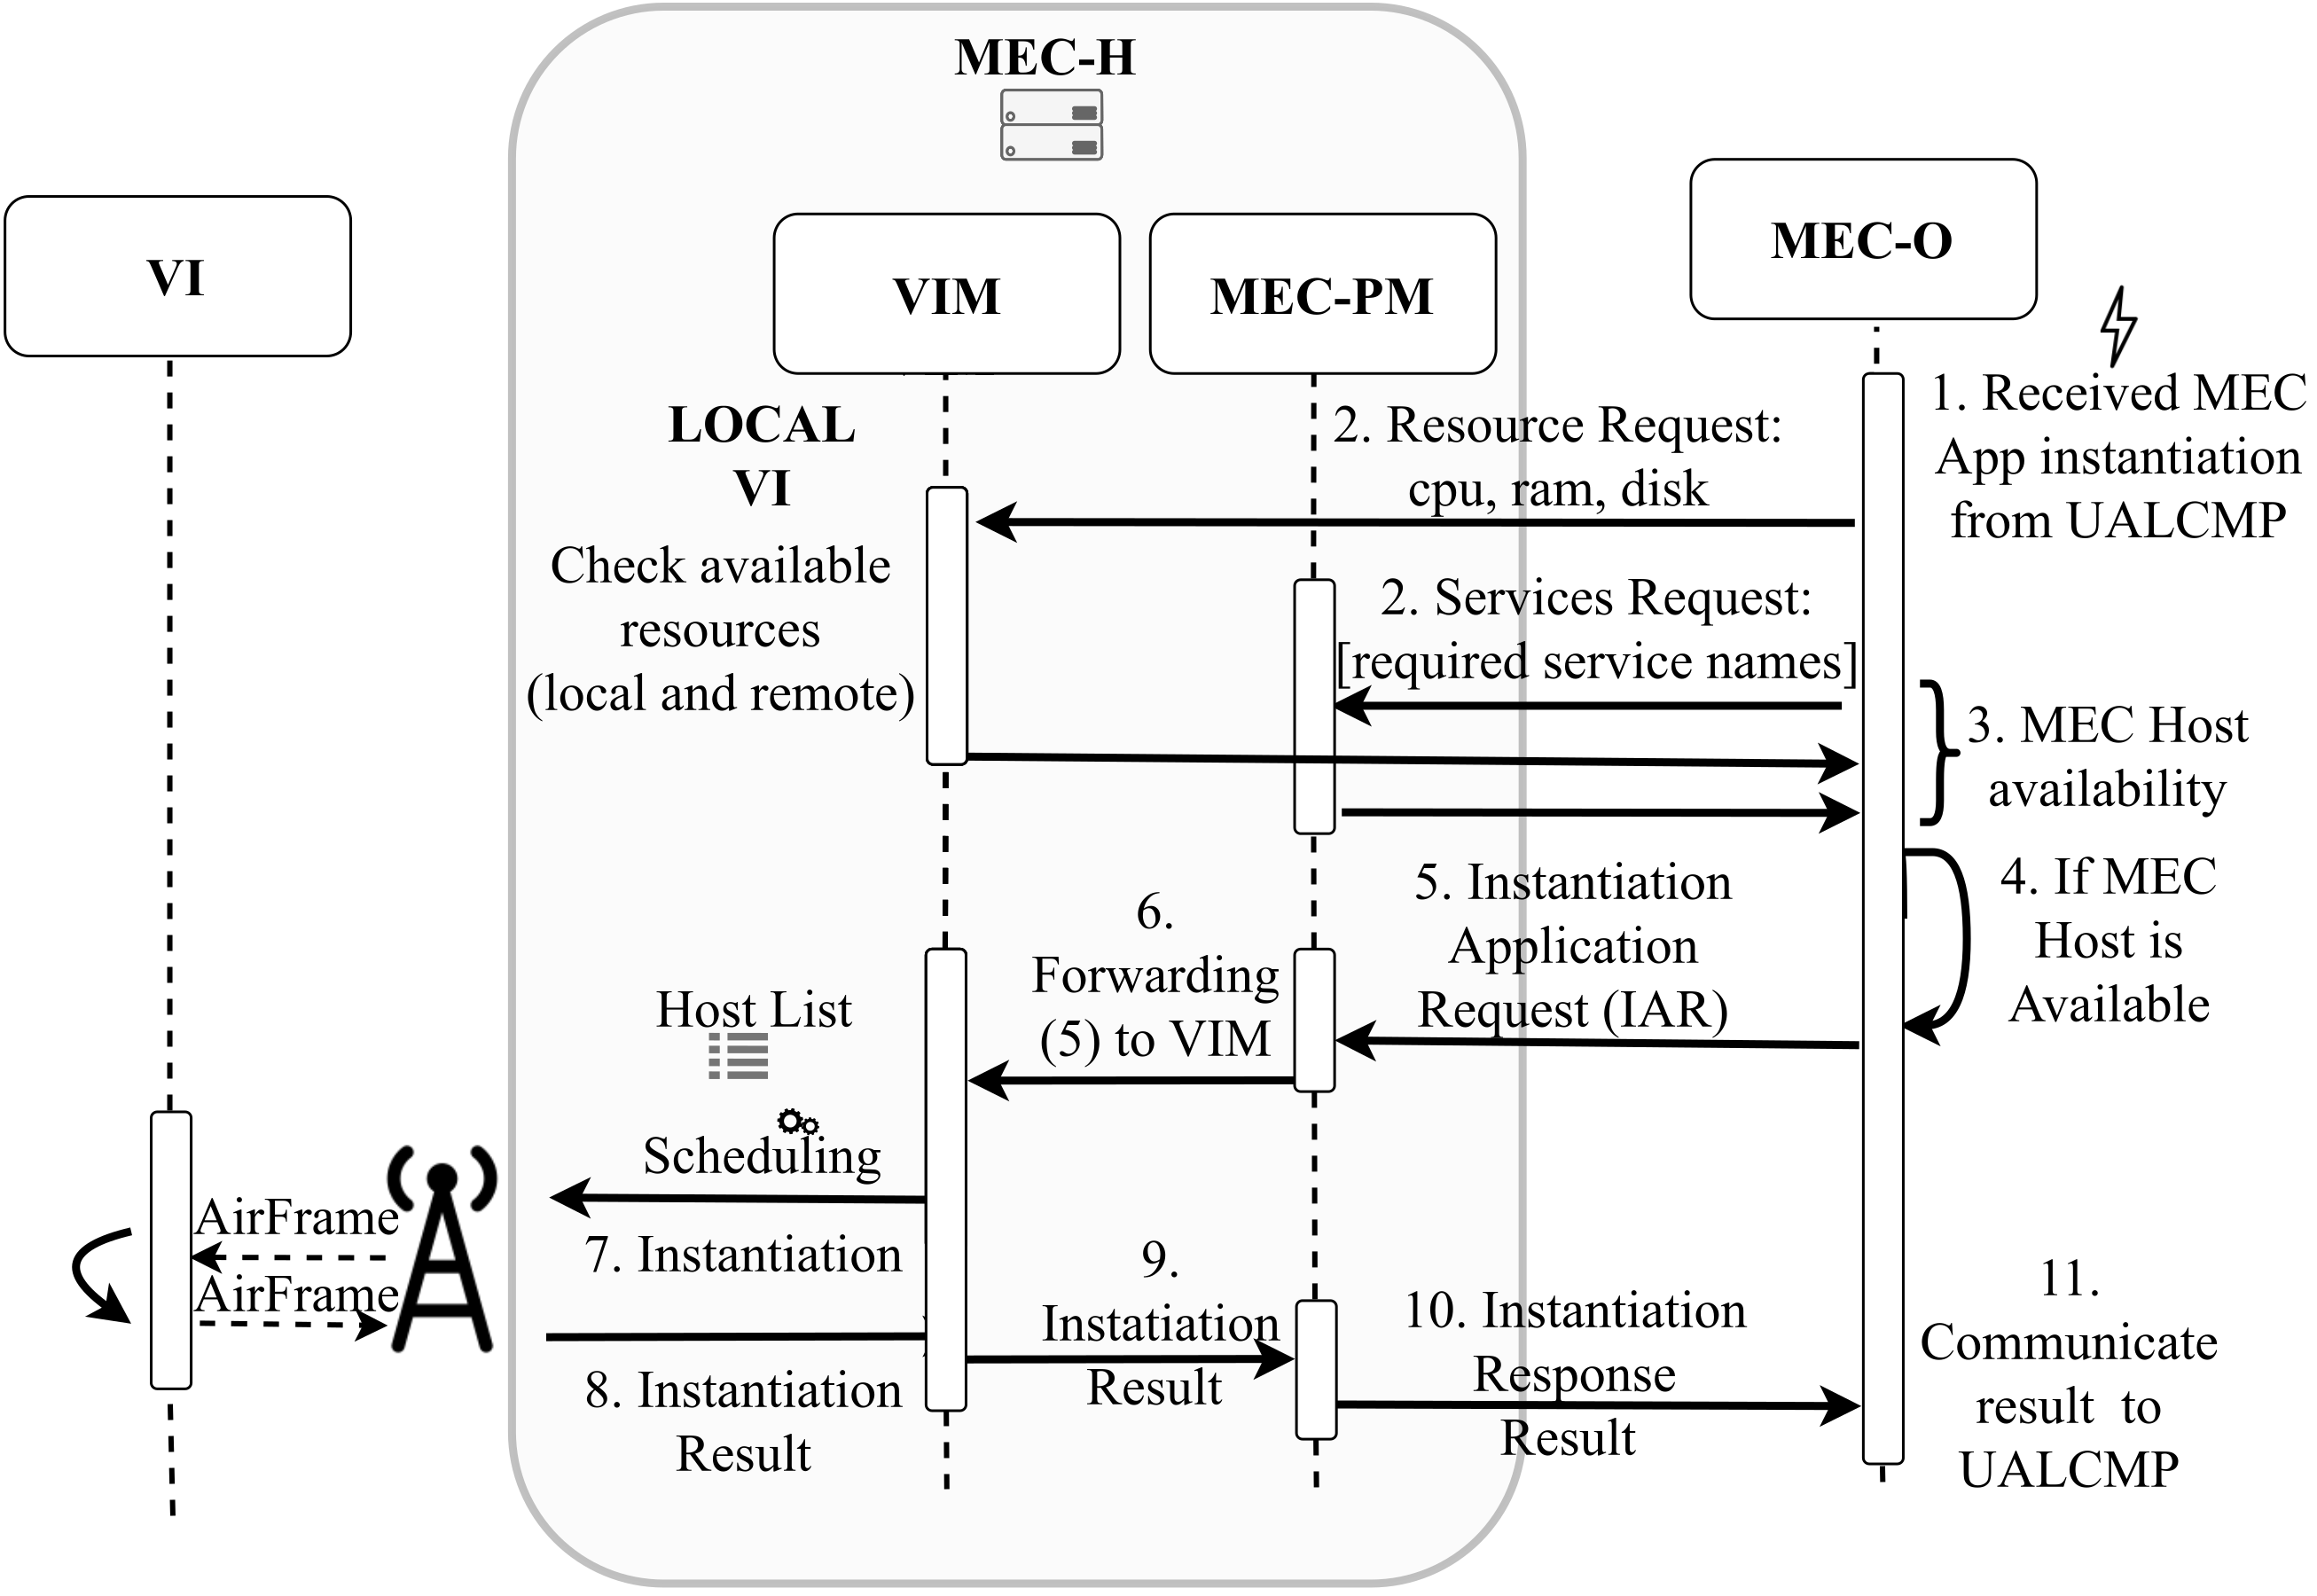 MEC-H
VI
VIM
MEC-PM
MEC-O
1. Received MEC
App instantiation
from UALCMP
LOCAL
VI
2. Resource Request:
cpu, ram, disk
Check available
resources
(local and remote)
2. Services Request:
[required service names]
3. MEC Host
availability
4. If MEC
Host is
Available
5. Instantiation
Application
Request (IAR)
6.
Forwarding
(5) to VIM
Host List
Scheduling
7. Instantiation
AirFrame
AirFrame
8. Instantiation
Result
9.
Instatiation
Result
10. Instantiation
Response
Result
11.
Communicate
result to
UALCMP